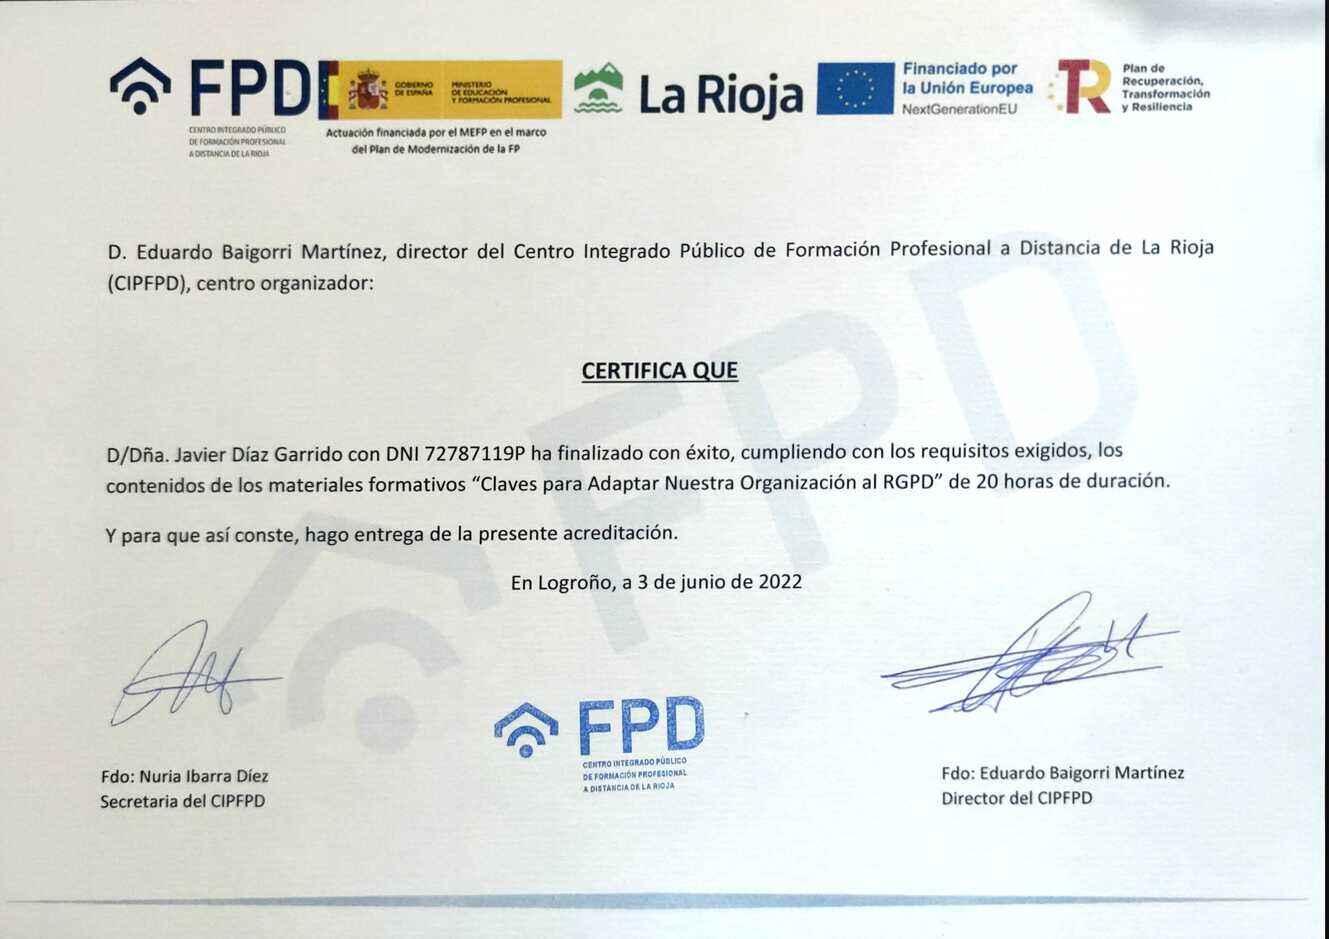 FPD
CENTRO INTEGRADO PÚBLICO
DE FORMACIÓN PROFESIONAL
A DISTANCIA DE LA RIOJA
GOBIERNO
DE ESPAÑA
MINISTERIO
DE EDUCACIÓN
Y FORMACIÓN PROFESIONAL
Actuación financiada por el MEFP en el marco
del Plan de Modernización de la FP
La Rioja
Financiado por
la Unión Europea
NextGenerationEU
TR
Plan de
Recuperación,
Transformación
y Resiliencia
D. Eduardo Baigorri Martínez, director del Centro Integrado Público de Formación Profesional a Distancia de La Rioja
(CIPFPD), centro organizador:
CERTIFICA QUE
D/Dña. Javier Díaz Garrido con DNI 72787119P ha finalizado con éxito, cumpliendo con los requisitos exigidos, los
contenidos de los materiales formativos “Claves para Adaptar Nuestra Organización al RGPD” de 20 horas de duración.
Y para que así conste, hago entrega de la presente acreditación.
En Logroño, a 3 de junio de 2022
FPD
FPD
CENTRO INTEGRADO PÚBLICO
DE FORMACIÓN PROFESIONAL
A DISTANCIA DE LA RIOJA
Fdo: Nuria Ibarra Díez
Secretaria del CIPFPD
Fdo: Eduardo Baigorri Martínez
Director del CIPFPD